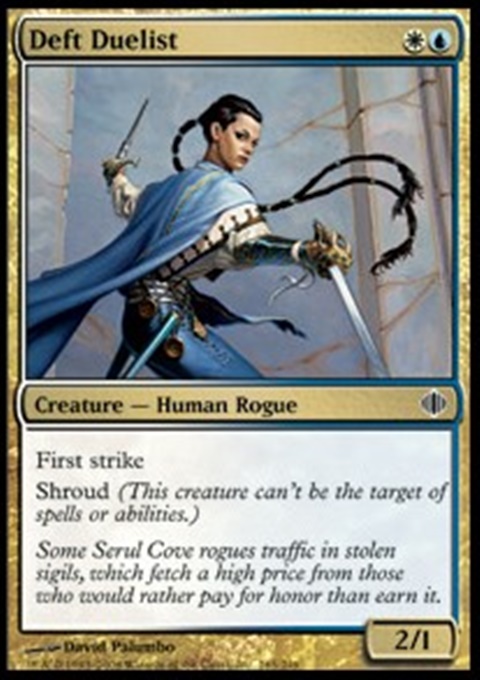 Deft Duelist
Creature — Human Rogue
First strike
Shroud (This creature can't be the target of
spells or abilities.)
Some Serul Cove rogues traffic in stolen
sigils, which fetch a high price from those
who would rather pay for honor than earn it.
David Palumbo
2/1